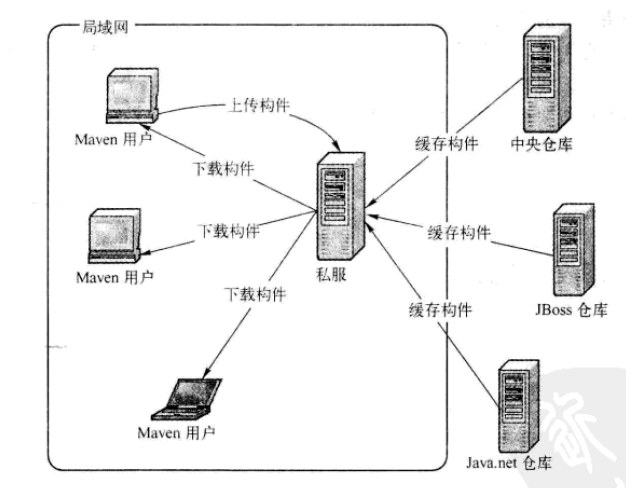 局域网
上传构件
Maven 用户
中央仓库
缓存构件
下载构件
下载构件
缓存构件
Maven 用户
私服
下载构件
JBoss 仓库
缓存构件
Maven 用户
Java.net 仓库